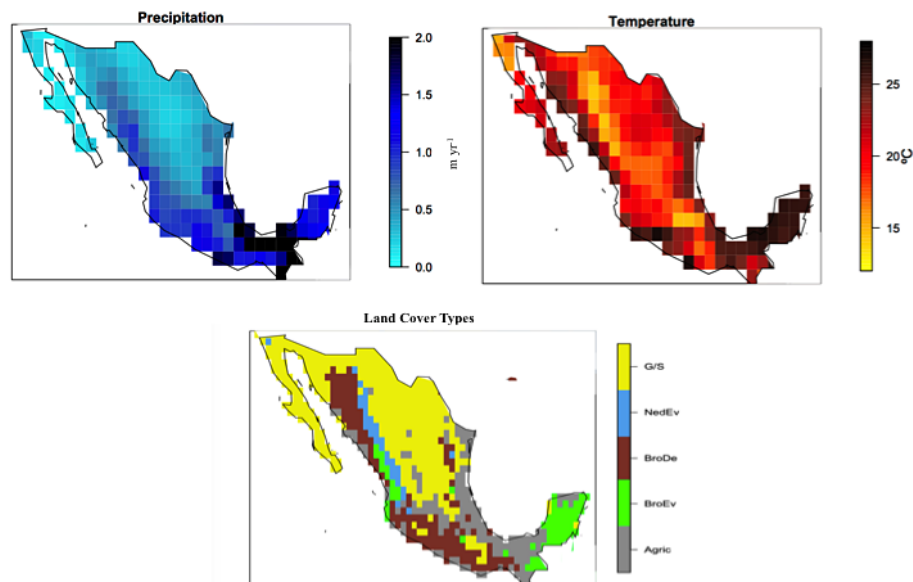 Precipitation
2.0
1.5
1.0
0.5
0.0
m yr⁻¹
Temperature
25
20
15
ºC
Land Cover Types
G/S
NedEv
BroDe
BroEv
Agric